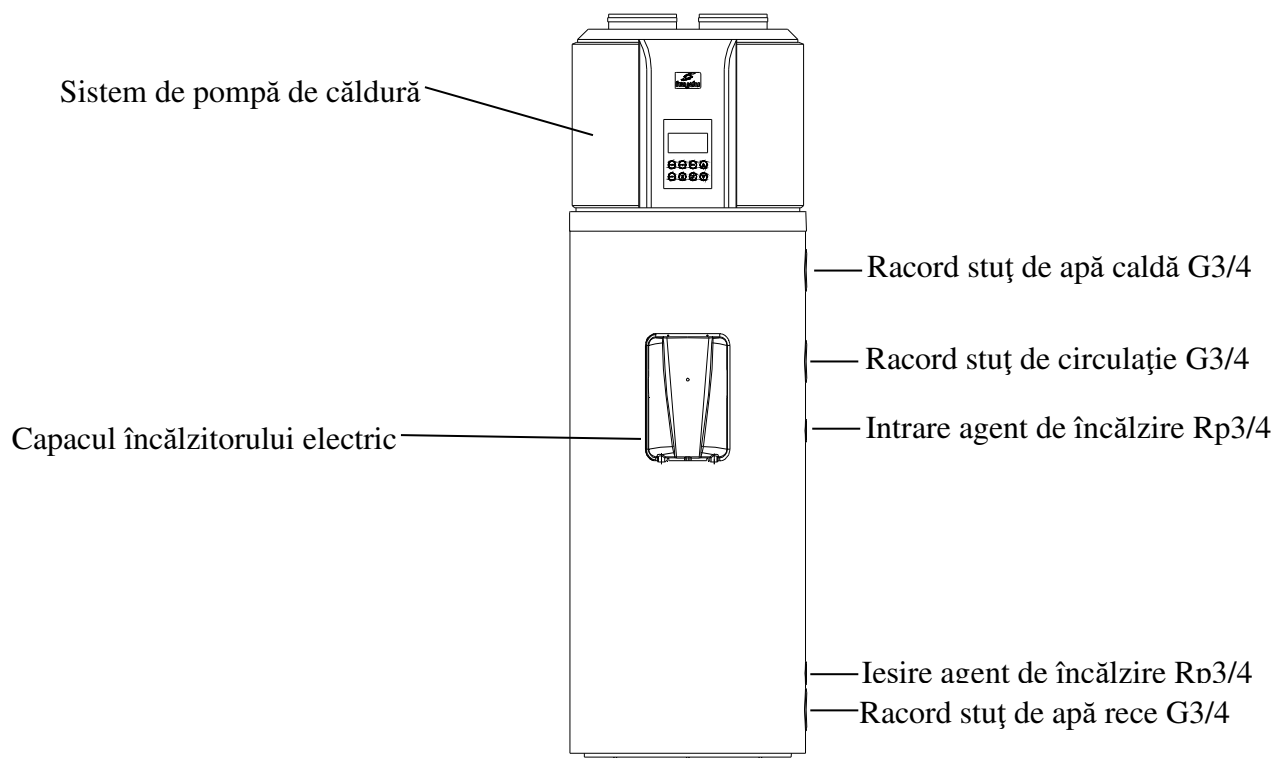 Sistem de pompă de căldură
Racord stuţ de apă caldă G3/4
Racord stuţ de circulaţie G3/4
Intrare agent de încălzire Rp3/4
Capacul încălzitorului electric
Iesire agent de încălzire Rp3/4
Racord stuţ de apă rece G3/4